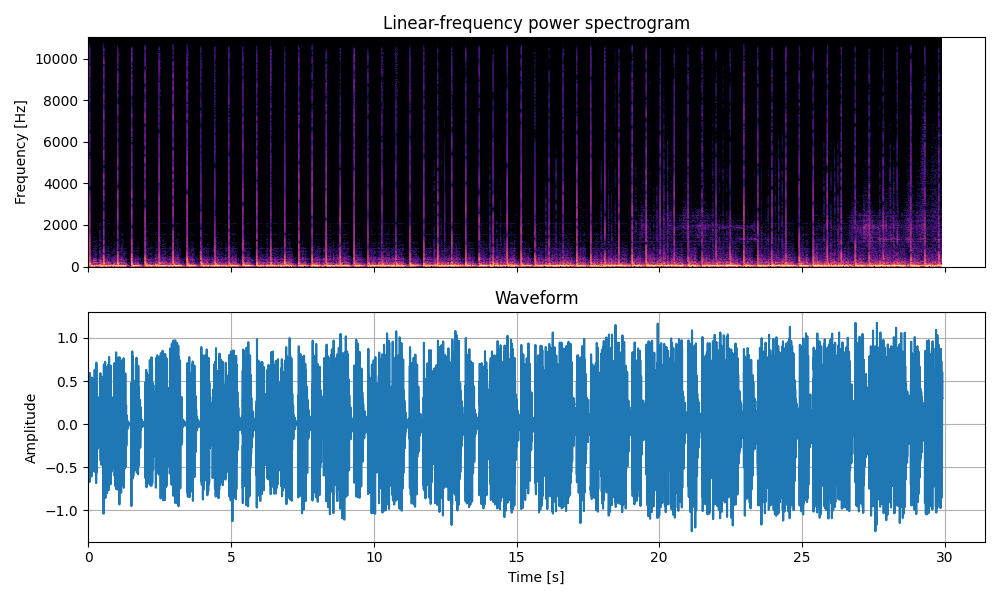 Linear-frequency power spectrogram
10000
8000
6000
4000
2000
0
Frequency [Hz]
Waveform
1.0
0.5
0.0
−0.5
−1.0
Amplitude
0 5 10 15 20 25 30
Time [s]